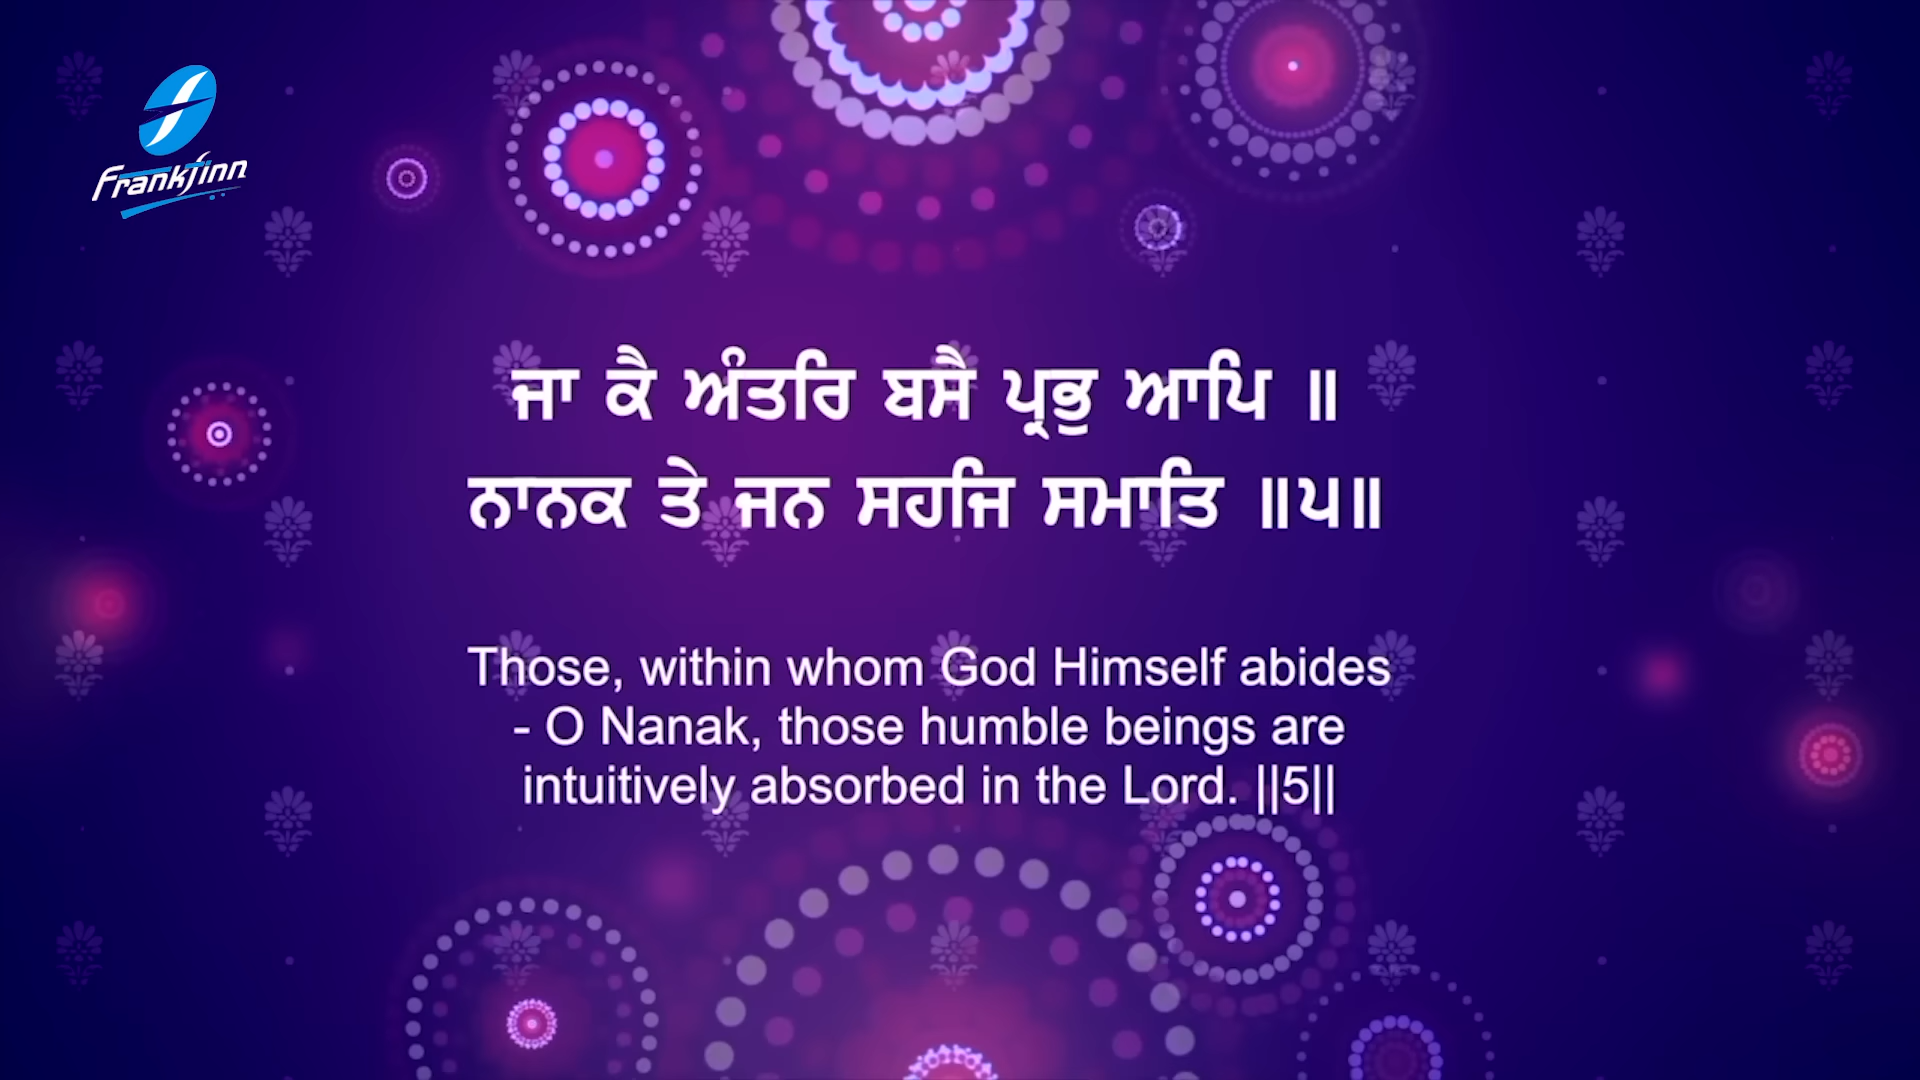 Frankfinn
ਜਾ ਕੈ ਅੰਤਰਿ ਬਸੈ ਪ੍ਰਭੁ ਆਪਿ ॥
ਨਾਨਕ ਤੇ ਜਨ ਸਹਜਿ ਸਮਾਤਿ ॥੫॥
Those, within whom God Himself abides
- O Nanak, those humble beings are
intuitively absorbed in the Lord. ||5||